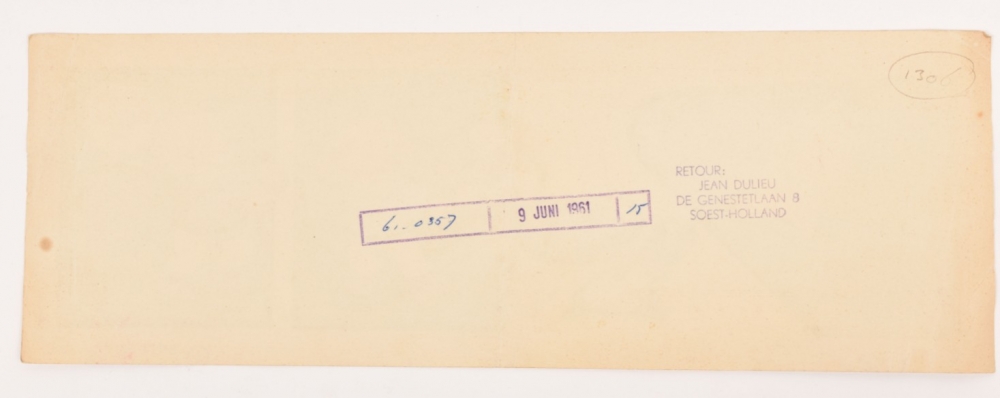 1306
RETOUR:
JEAN DULIEU
DE GENESTETLAAN 8
SOEST-HOLLAND
61-0357 9 JUNI 1961 15